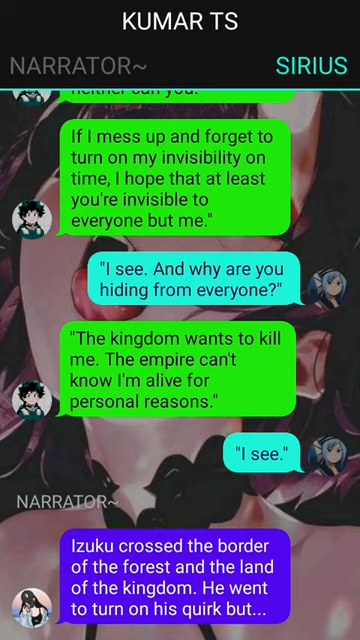 KUMAR TS
NARRATOR~ SIRIUS
neither can you.
If I mess up and forget to
turn on my invisibility on
time, I hope that at least
you're invisible to
everyone but me."
"I see. And why are you
hiding from everyone?"
"The kingdom wants to kill
me. The empire can't
know I'm alive for
personal reasons."
"I see."
NARRATOR~
Izuku crossed the border
of the forest and the land
of the kingdom. He went
to turn on his quirk but...